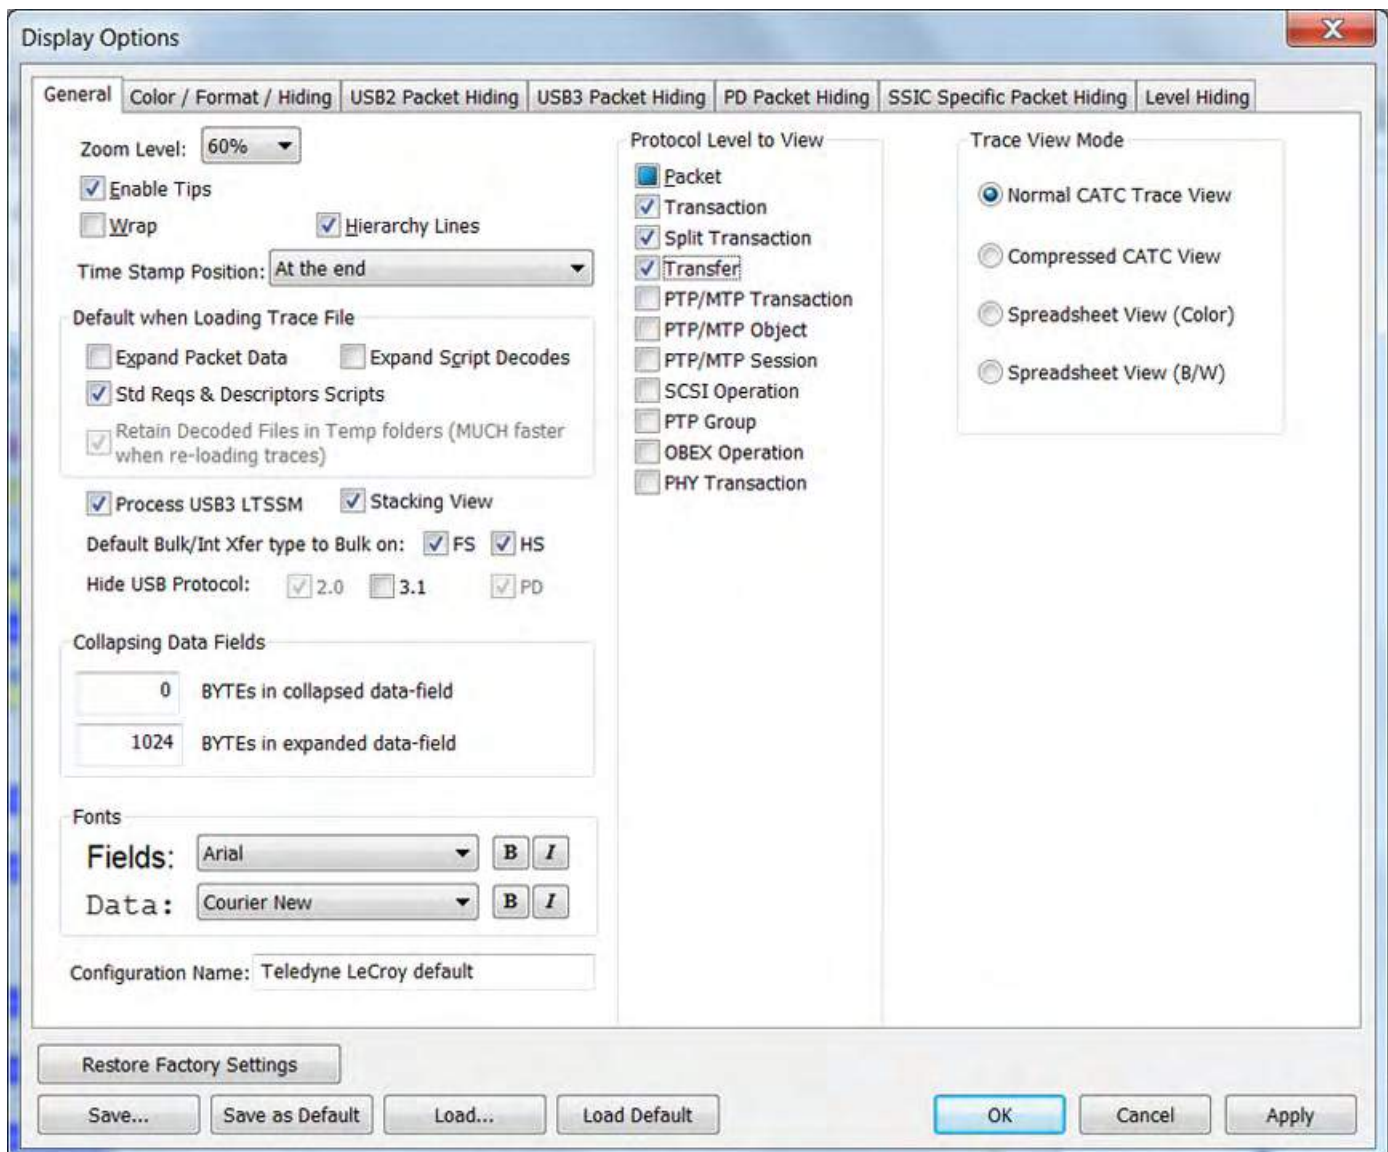 Display Options
General
Color / Format / Hiding
USB2 Packet Hiding
USB3 Packet Hiding
PD Packet Hiding
SSIC Specific Packet Hiding
Level Hiding
Zoom Level: 60%
Enable Tips
Wrap
Hierarchy Lines
Time Stamp Position: At the end
Default when Loading Trace File
Expand Packet Data
Expand Script Decodes
Std Reqs & Descriptors Scripts
Retain Decoded Files in Temp folders (MUCH faster
when re-loading traces)
Process USB3 LTSSM
Stacking View
Default Bulk/Int Xfer type to Bulk on: FS HS
Hide USB Protocol: 2.0 3.1 PD
Collapsing Data Fields
0 BYTEs in collapsed data-field
1024 BYTEs in expanded data-field
Fonts
Fields: Arial B I
Data: Courier New B I
Configuration Name: Teledyne LeCroy default
Protocol Level to View
Packet
Transaction
Split Transaction
Transfer
PTP/MTP Transaction
PTP/MTP Object
PTP/MTP Session
SCSI Operation
PTP Group
OBEX Operation
PHY Transaction
Trace View Mode
Normal CATC Trace View
Compressed CATC View
Spreadsheet View (Color)
Spreadsheet View (B/W)
Restore Factory Settings
Save...
Save as Default
Load...
Load Default
OK
Cancel
Apply